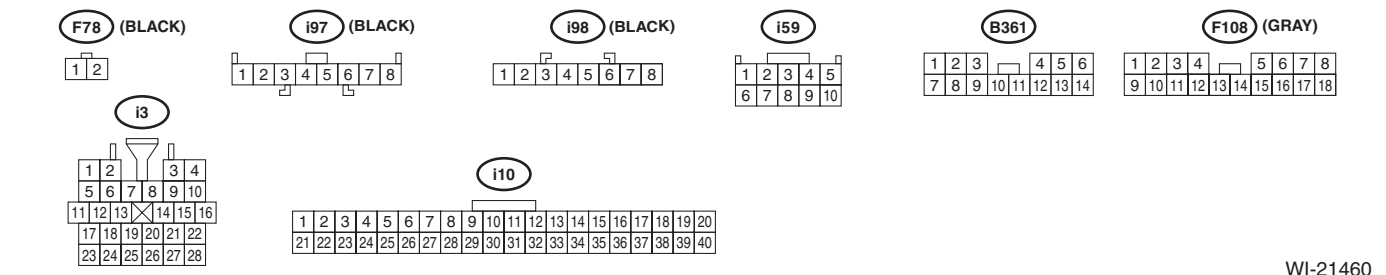 F78 (BLACK)
1 2
i97 (BLACK)
1 2 3 4 5 6 7 8
i98 (BLACK)
1 2 3 4 5 6 7 8
i59
1 2 3 4 5
6 7 8 9 10
B361
1 2 3 4 5 6
7 8 9 10 11 12 13 14
F108 (GRAY)
1 2 3 4 5 6 7 8
9 10 11 12 13 14 15 16 17 18
i3
1 2 3 4
5 6 7 8 9 10
11 12 13 14 15 16
17 18 19 20 21 22
23 24 25 26 27 28
i10
1 2 3 4 5 6 7 8 9 10 11 12 13 14 15 16 17 18 19 20
21 22 23 24 25 26 27 28 29 30 31 32 33 34 35 36 37 38 39 40
WI-21460